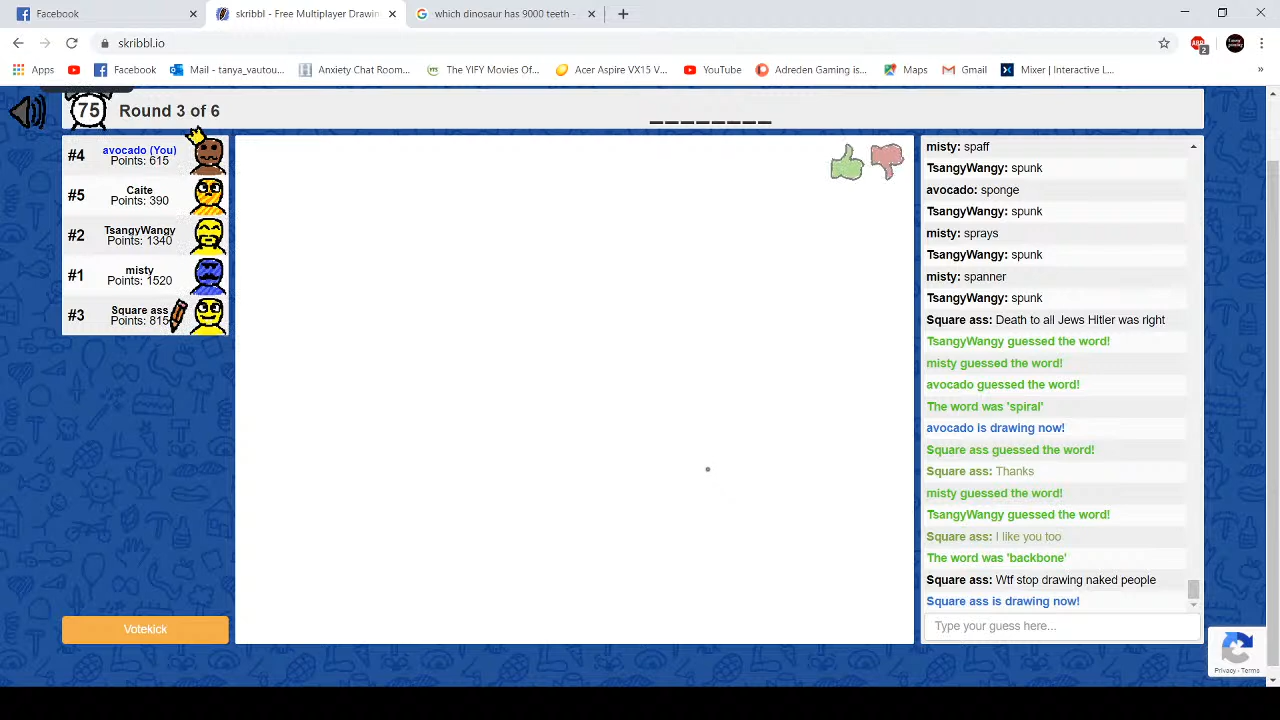 Facebook
skribbl - Free Multiplayer Drawin
which dinosaur has 9000 teeth -
skribbl.io
2
Apps
Facebook
Mail - tanya_vautou...
Anxiety Chat Room...
The YIFY Movies Of...
Acer Aspire VX15 V...
YouTube
Adreden Gaming is...
Maps
Gmail
Mixer | Interactive L...
»
75
Round 3 of 6
________
#4
avocado (You)
Points: 615
#5
Caite
Points: 390
#2
TsangyWangy
Points: 1340
#1
misty
Points: 1520
#3
Square ass
Points: 815
Votekick
misty: spaff
TsangyWangy: spunk
avocado: sponge
TsangyWangy: spunk
misty: sprays
TsangyWangy: spunk
misty: spanner
TsangyWangy: spunk
Square ass: Death to all Jews Hitler was right
TsangyWangy guessed the word!
misty guessed the word!
avocado guessed the word!
The word was 'spiral'
avocado is drawing now!
Square ass guessed the word!
Square ass: Thanks
misty guessed the word!
TsangyWangy guessed the word!
Square ass: I like you too
The word was 'backbone'
Square ass: Wtf stop drawing naked people
Square ass is drawing now!
Type your guess here...
Privacy - Terms